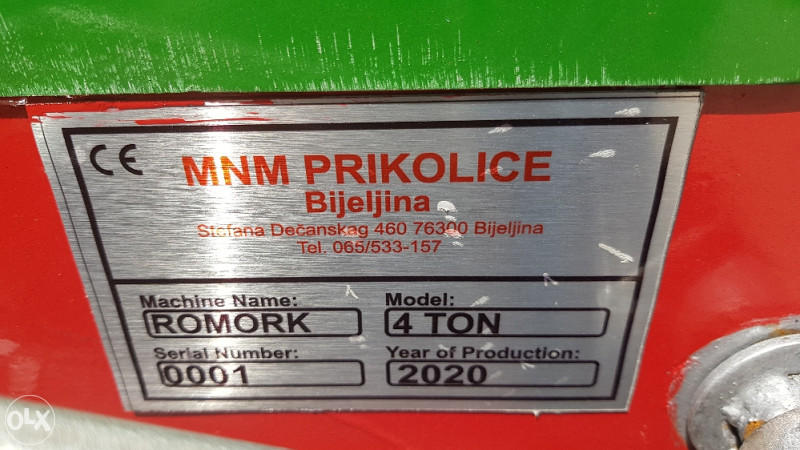 CE
MNM PRIKOLICE
Bijeljina
Stefana Dečanskag 460 76300 Bijeljina
Tel. 065/533-157
Machine Name: Model:
ROMORK 4 TON
Serial Number: Year of Production:
0001 2020
OLX